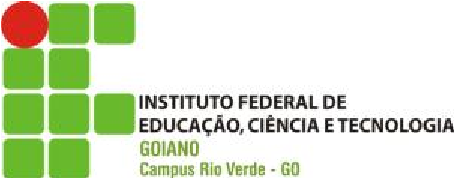 INSTITUTO FEDERAL DE
EDUCAÇÃO, CIÊNCIA E TECNOLOGIA
GOIANO
Campus Rio Verde - GO